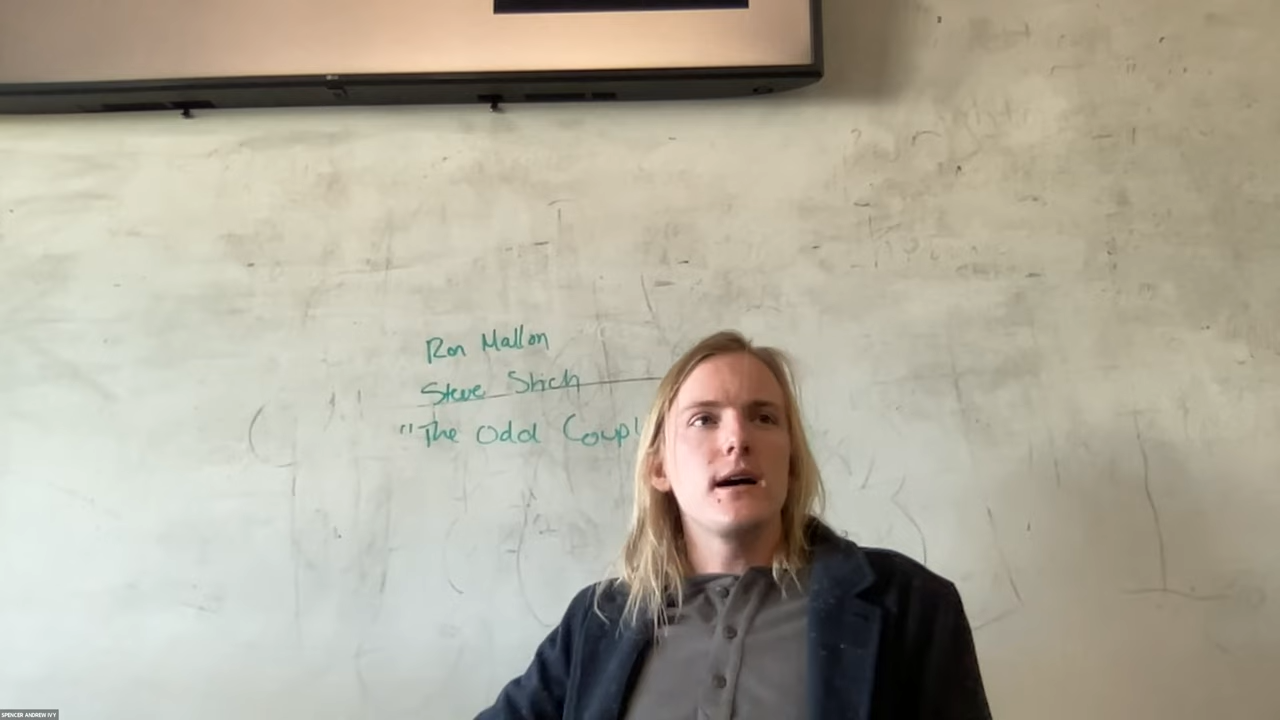 Ron Mallon
Steve Stich
"The Odd Coupl
SPENCER ANDREW IVY